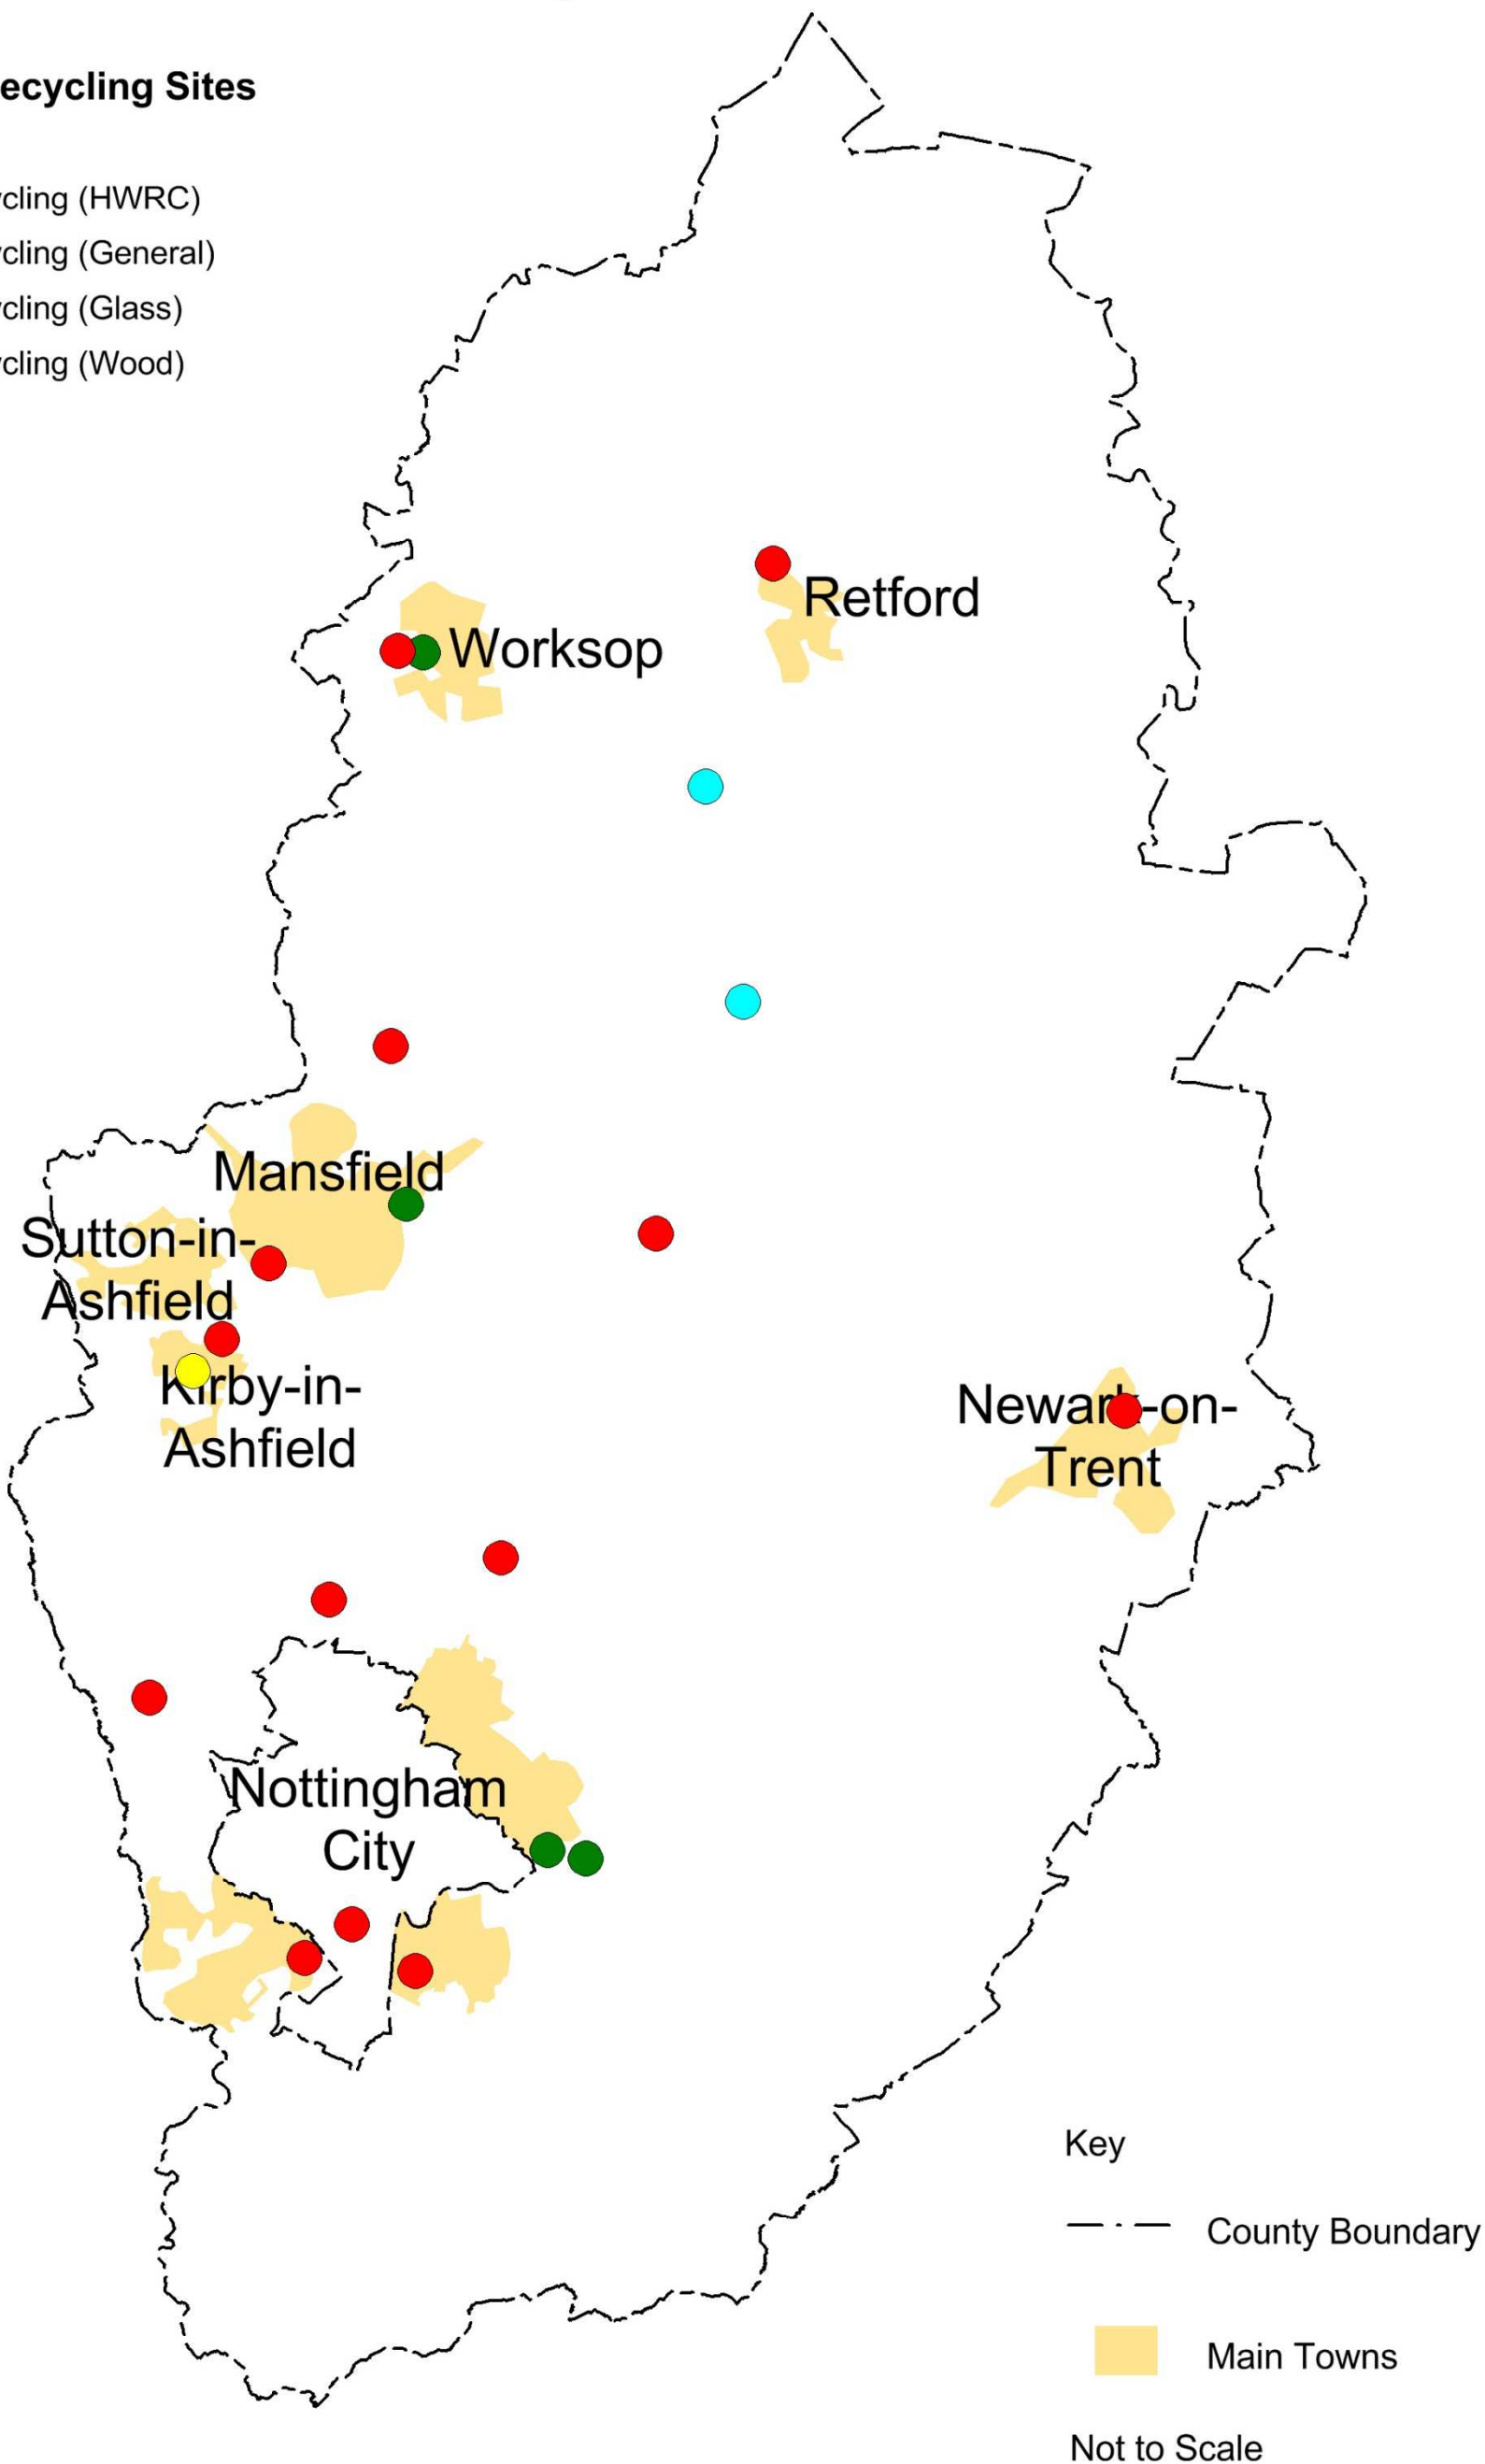 ecycling Sites
cling (HWRC)
cling (General)
cling (Glass)
cling (Wood)
Retford
Worksop
Mansfield
Sutton-in-
Ashfield
Kirby-in-
Ashfield
Newark-on-
Trent
Nottingham
City
Key
County Boundary
Main Towns
Not to Scale